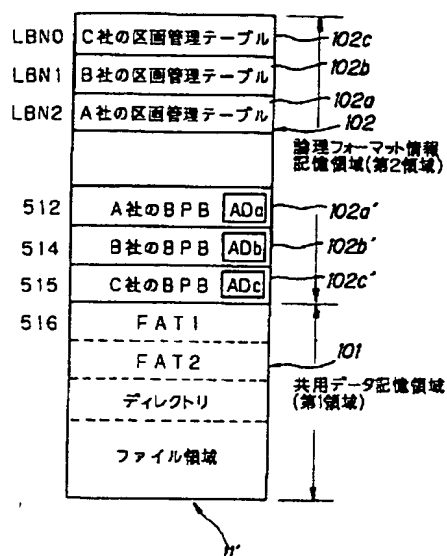 LBN0 C社の区画管理テーブル 102c
LBN1 B社の区画管理テーブル 102b
LBN2 A社の区画管理テーブル 102a
102
論理フォーマット情報
記憶領域(第2領域)
512 A社のBPB ADa 102a'
514 B社のBPB ADb 102b'
515 C社のBPB ADc 102c'
516 FAT1
FAT2 101
共用データ記憶領域
(第1領域)
ディレクトリ
ファイル領域
11'